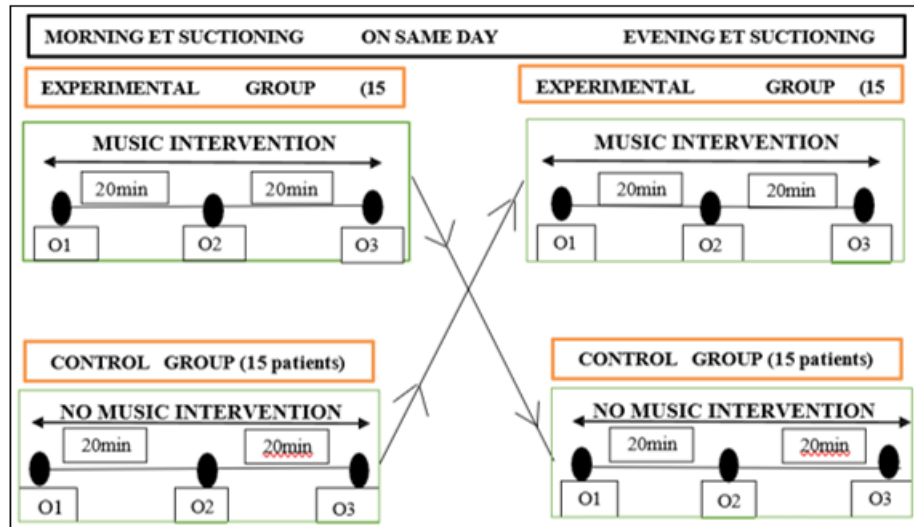 MORNING ET SUCTIONING ON SAME DAY EVENING ET SUCTIONING
EXPERIMENTAL GROUP (15
MUSIC INTERVENTION
20min 20min
O1 O2 O3
EXPERIMENTAL GROUP (15
MUSIC INTERVENTION
20min 20min
O1 O2 O3
CONTROL GROUP (15 patients)
NO MUSIC INTERVENTION
20min 20min
O1 O2 O3
CONTROL GROUP (15 patients)
NO MUSIC INTERVENTION
20min 20min
O1 O2 O3